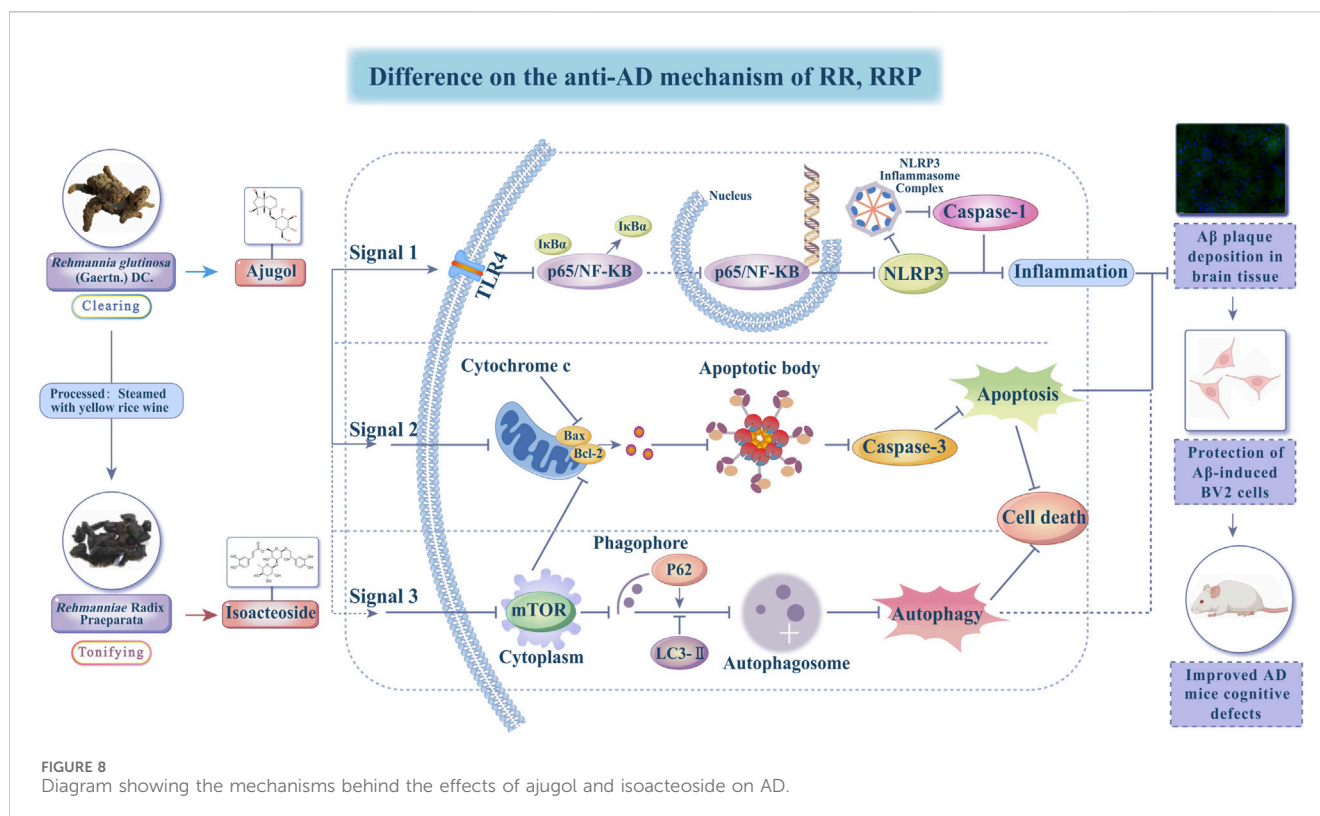 Difference on the anti-AD mechanism of RR, RRP
Rehmannia glutinosa
(Gaertn.) DC.
Clearing
Ajugol
Processed: Steamed
with yellow rice wine
Rehmanniae Radix
Praeparata
Tonifying
Isoacteoside
Signal 1
TLR4
IκBα
IκBα
p65/NF-KB
Nucleus
p65/NF-KB
NLRP3
Inflammasome
Complex
Caspase-1
NLRP3
Inflammation
Signal 2
Cytochrome c
Bax
Bcl-2
Apoptotic body
Caspase-3
Apoptosis
Cell death
Signal 3
mTOR
Cytoplasm
Phagophore
P62
LC3-Ⅱ
Autophagosome
Autophagy
Aβ plaque
deposition in
brain tissue
Protection of
Aβ-induced
BV2 cells
Improved AD
mice cognitive
defects
FIGURE 8
Diagram showing the mechanisms behind the effects of ajugol and isoacteoside on AD.